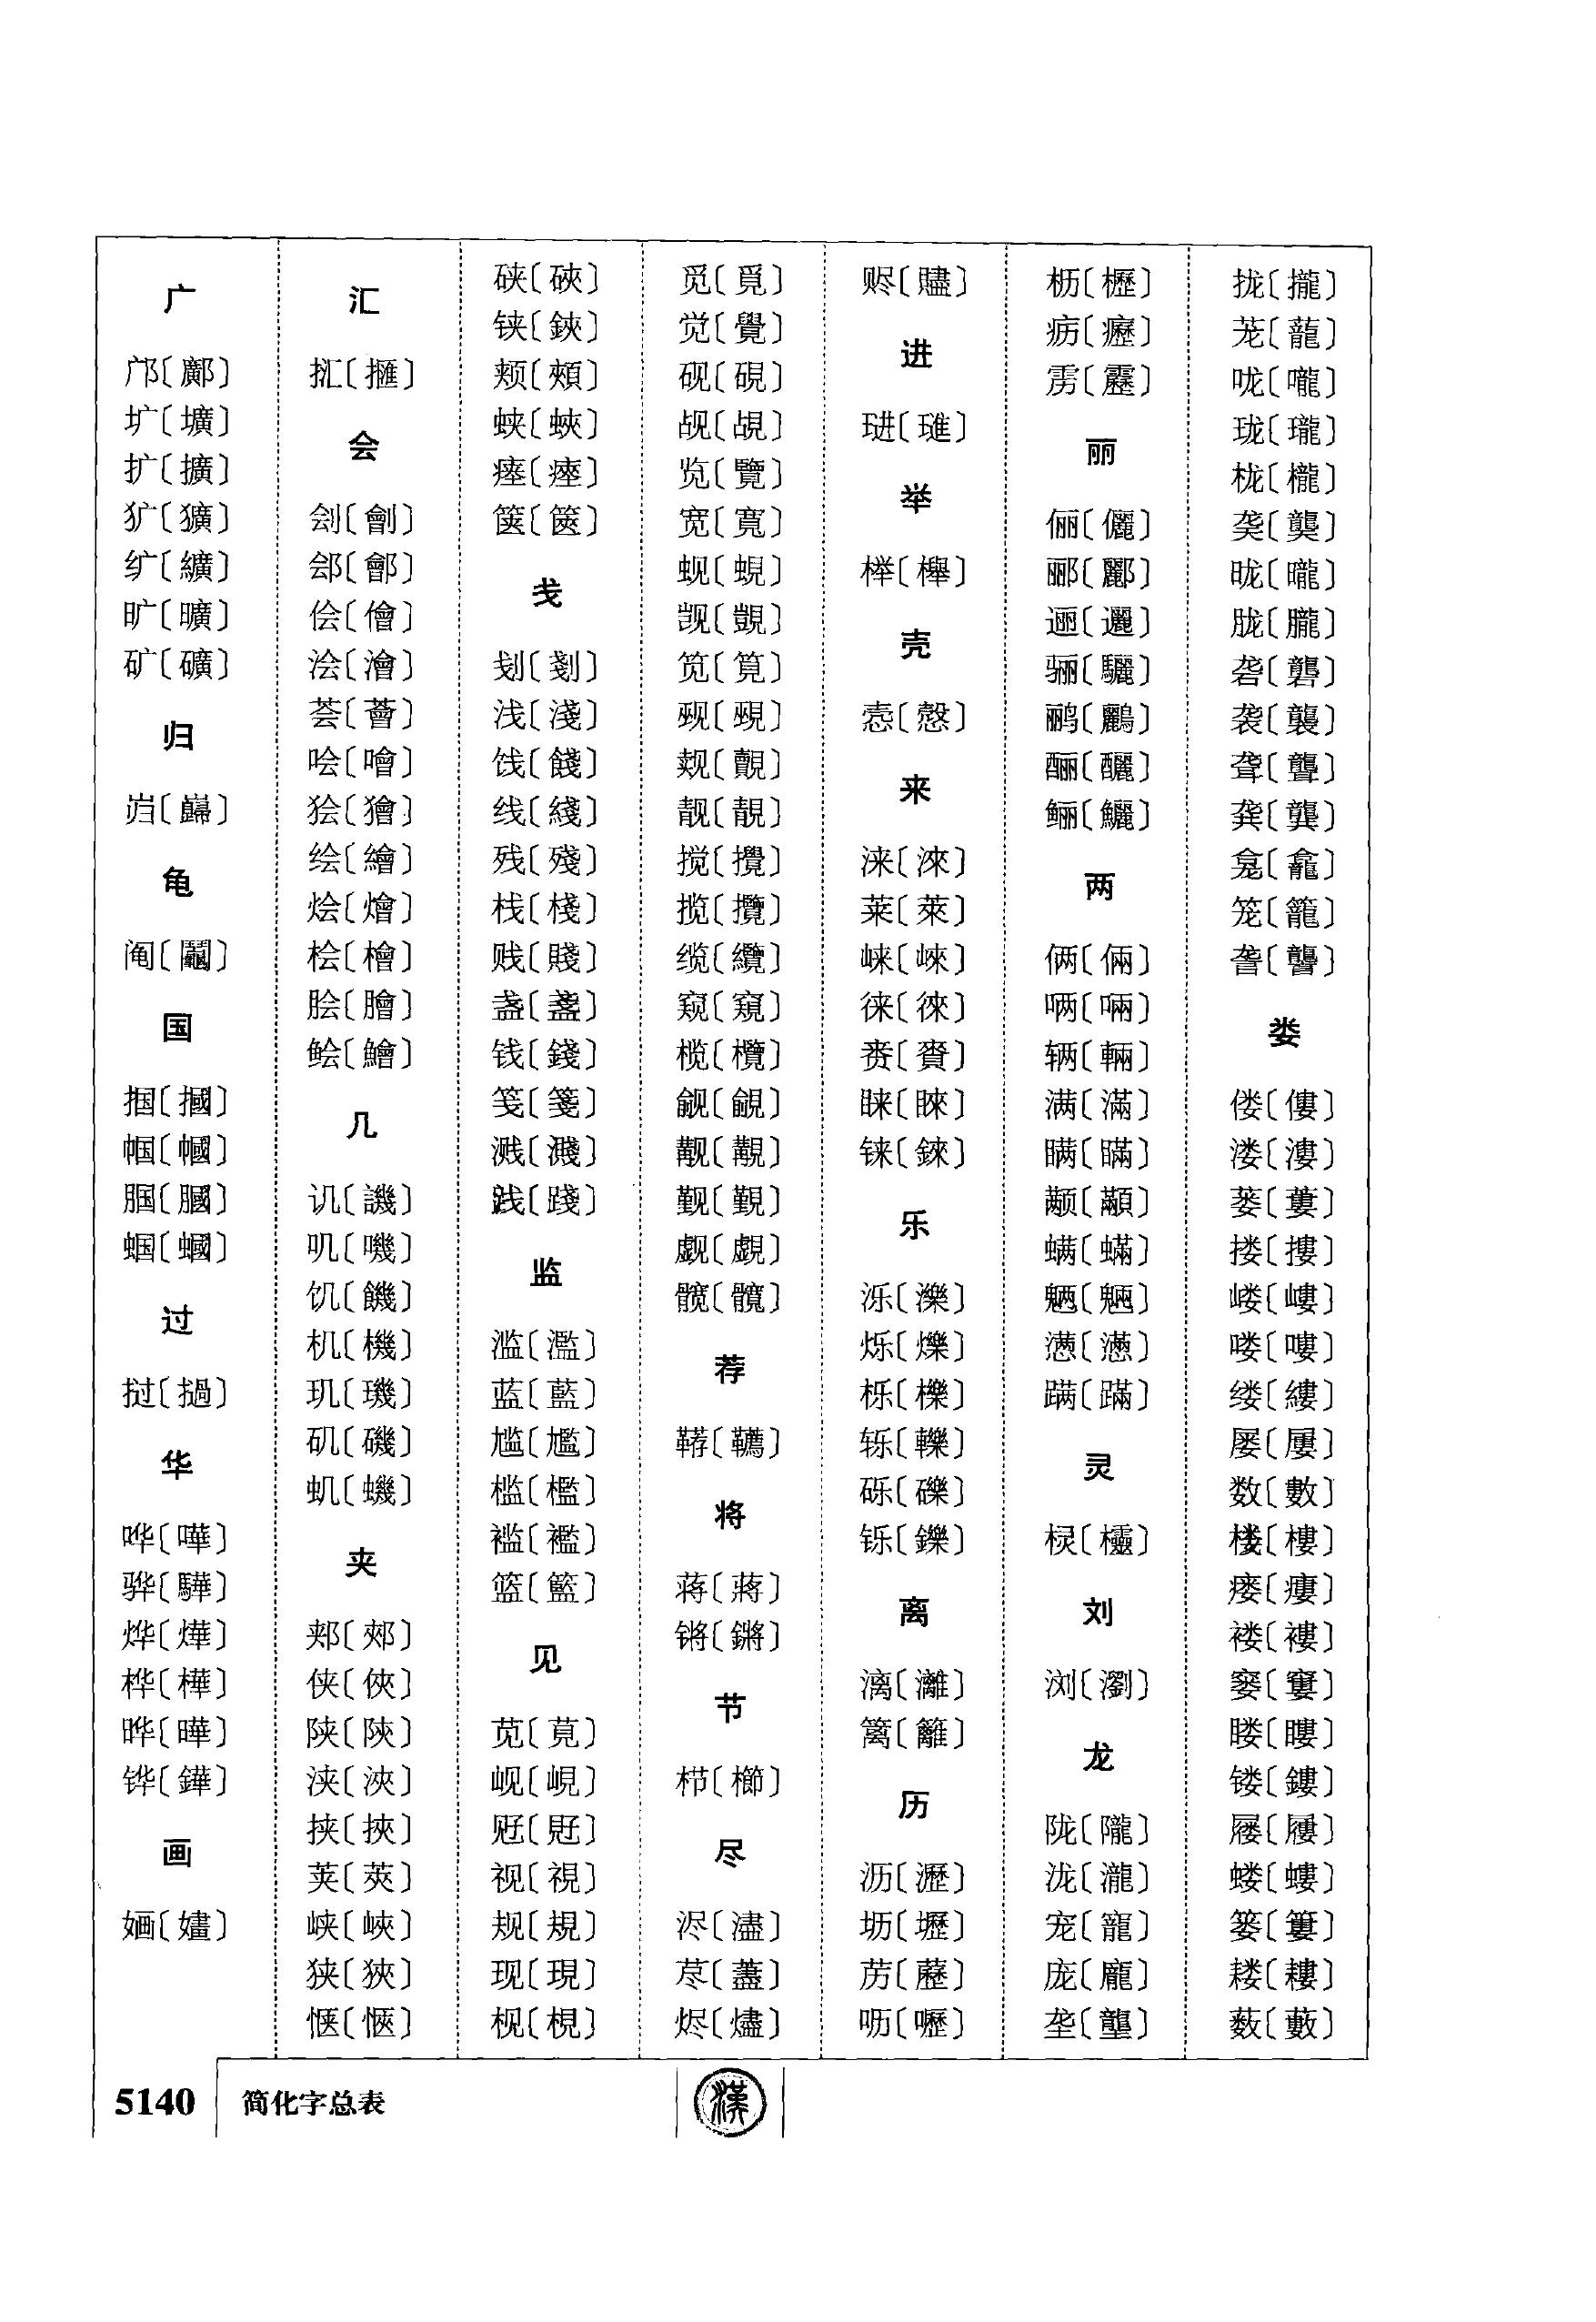 广
邝〔鄺〕
圹〔壙〕
扩〔擴〕
犷〔獷〕
纩〔纊〕
旷〔曠〕
矿〔礦〕
归
岿〔巋〕
龟
阄〔鬮〕
国
掴〔摑〕
帼〔幗〕
腘〔膕〕
蝈〔蟈〕
过
挝〔撾〕
华
哗〔嘩〕
骅〔驊〕
烨〔燁〕
桦〔樺〕
晔〔曄〕
铧〔鏵〕
画
婳〔嫿〕
汇
㧟〔擓〕
会
刽〔劊〕
郐〔鄶〕
侩〔儈〕
浍〔澮〕
荟〔薈〕
哙〔噲〕
狯〔獪〕
绘〔繪〕
烩〔燴〕
桧〔檜〕
脍〔膾〕
鲙〔鱠〕
几
讥〔譏〕
叽〔嘰〕
饥〔饑〕
机〔機〕
玑〔璣〕
矶〔磯〕
虮〔蟣〕
夹
郏〔郟〕
侠〔俠〕
陕〔陝〕
浃〔浹〕
挟〔挾〕
荚〔莢〕
峡〔峽〕
狭〔狹〕
惬〔愜〕
硖〔硤〕
铗〔鋏〕
颊〔頰〕
蛱〔蛺〕
瘗〔瘞〕
箧〔篋〕
戋
刬〔剗〕
浅〔淺〕
饯〔餞〕
线〔綫〕
残〔殘〕
栈〔棧〕
贱〔賤〕
盏〔盞〕
钱〔錢〕
笺〔箋〕
溅〔濺〕
践〔踐〕
监
滥〔濫〕
蓝〔藍〕
尴〔尷〕
槛〔檻〕
褴〔襤〕
篮〔籃〕
见
苋〔莧〕
岘〔峴〕
觃〔覎〕
视〔視〕
规〔規〕
现〔現〕
枧〔梘〕
觅〔覓〕
觉〔覺〕
砚〔硯〕
觇〔覘〕
览〔覽〕
宽〔寬〕
蚬〔蜆〕
觊〔覬〕
笕〔筧〕
觋〔覡〕
觌〔覿〕
靓〔靚〕
搅〔攪〕
揽〔攬〕
缆〔纜〕
窥〔窺〕
榄〔欖〕
觎〔覦〕
觏〔覯〕
觐〔覲〕
觑〔覷〕
髋〔髖〕
荐
鞯〔韉〕
将
蒋〔蔣〕
锵〔鏘〕
节
栉〔櫛〕
尽
浕〔濜〕
荩〔藎〕
烬〔燼〕
赆〔贐〕
进
琎〔璡〕
举
榉〔櫸〕
壳
悫〔慤〕
来
涞〔淶〕
莱〔萊〕
崃〔崍〕
徕〔徠〕
赉〔賚〕
睐〔睞〕
铼〔錸〕
乐
泺〔濼〕
烁〔爍〕
栎〔櫟〕
轹〔轢〕
砾〔礫〕
铄〔鑠〕
离
漓〔灕〕
篱〔籬〕
历
沥〔瀝〕
坜〔壢〕
苈〔藶〕
呖〔嚦〕
枥〔櫪〕
疬〔癧〕
雳〔靂〕
丽
俪〔儷〕
郦〔酈〕
逦〔邐〕
骊〔驪〕
鹂〔鸝〕
酾〔釃〕
鲡〔鱺〕
两
俩〔倆〕
唡〔啢〕
辆〔輛〕
满〔滿〕
瞒〔瞞〕
颟〔顢〕
螨〔蟎〕
魉〔魎〕
懑〔懣〕
蹒〔蹣〕
灵
棂〔欞〕
刘
浏〔瀏〕
龙
陇〔隴〕
泷〔瀧〕
宠〔寵〕
庞〔龐〕
垄〔壟〕
拢〔攏〕
茏〔蘢〕
咙〔嚨〕
珑〔瓏〕
栊〔櫳〕
䶮〔龑〕
昽〔曨〕
胧〔朧〕
砻〔礱〕
袭〔襲〕
聋〔聾〕
龚〔龔〕
龛〔龕〕
笼〔籠〕
詟〔讋〕
娄
偻〔僂〕
溇〔漊〕
蒌〔蔞〕
搂〔摟〕
嵝〔嶁〕
喽〔嘍〕
缕〔縷〕
屡〔屢〕
数〔數〕
楼〔樓〕
瘘〔瘻〕
褛〔褸〕
窭〔窶〕
䁖〔瞜〕
镂〔鏤〕
屦〔屨〕
蝼〔螻〕
篓〔簍〕
耧〔耬〕
薮〔藪〕
5140 简化字总表
漢